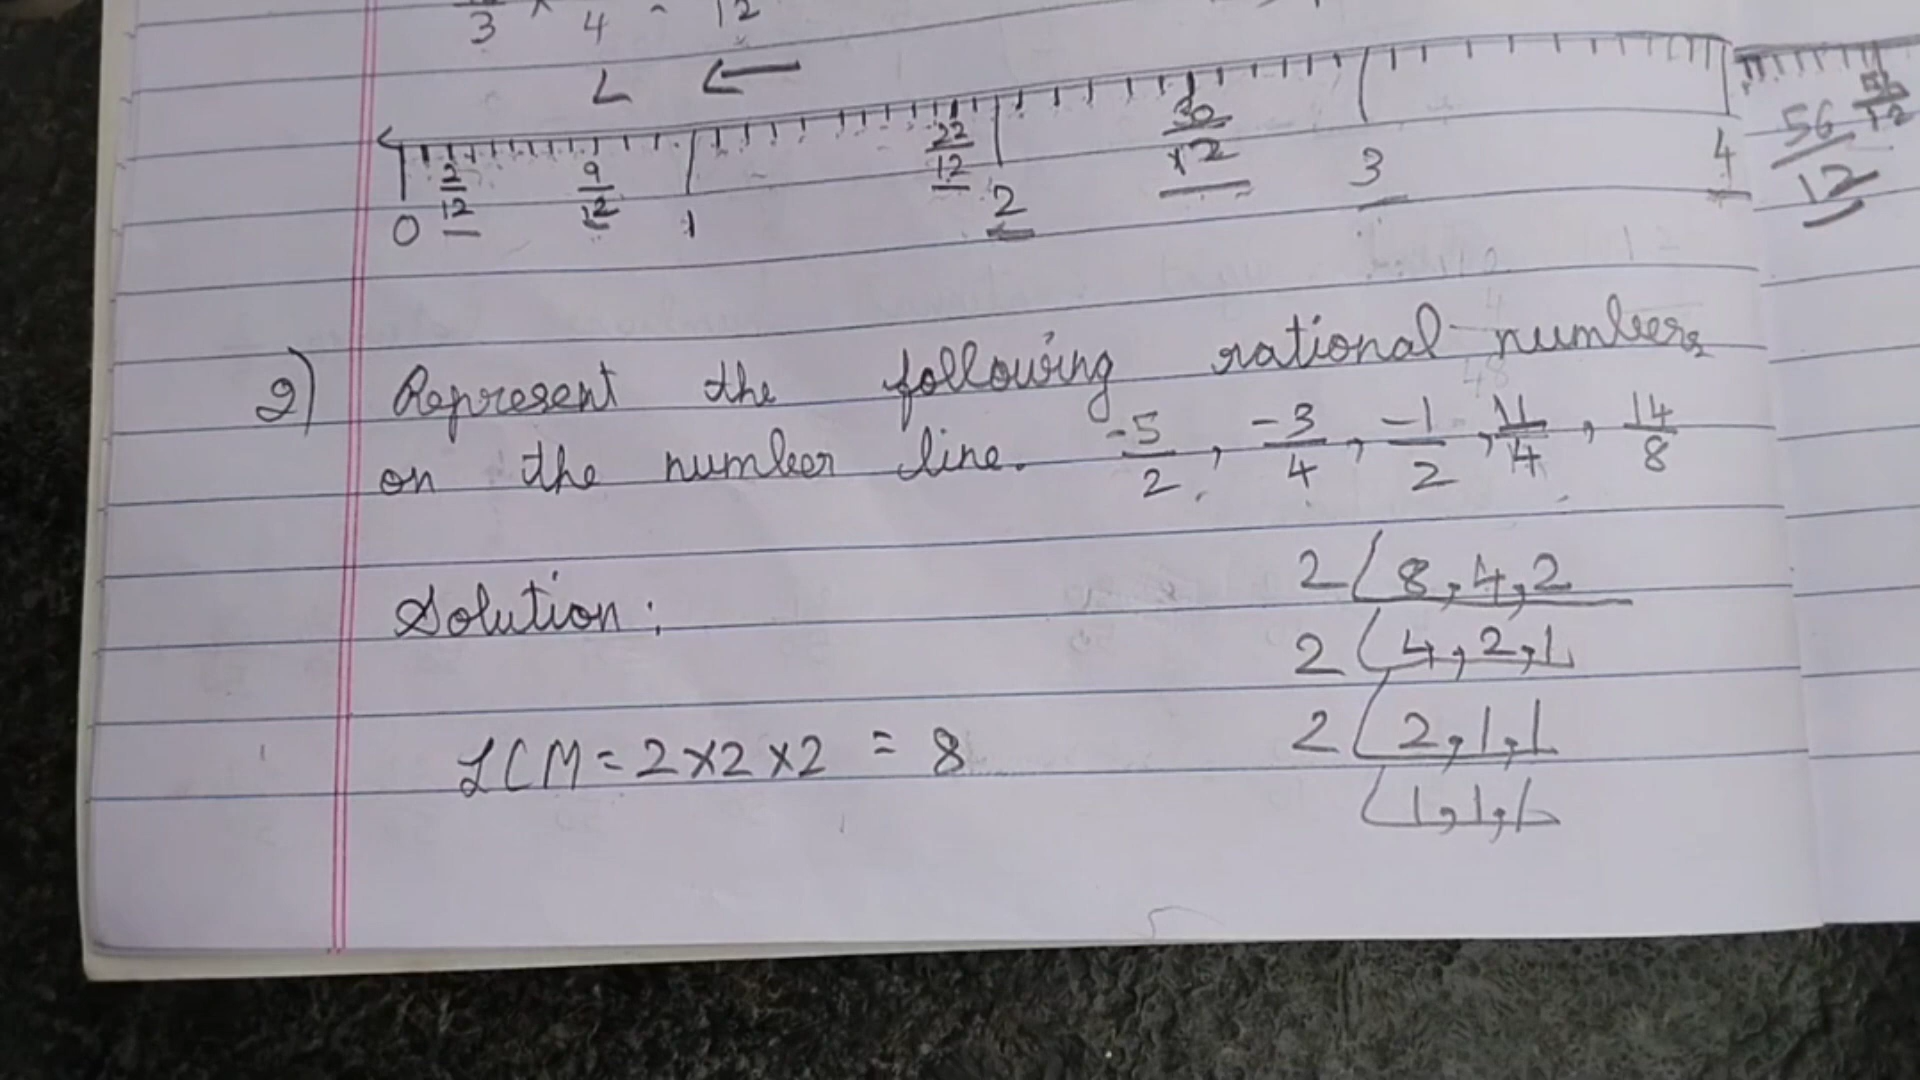 3 × 4 - 12
L ←
2/12 9/12 22/12 30/12 56/12 56/12
0 1 2 3 4
2) Represent the following rational numbers
on the number line. -5/2, -3/4, -1/2, 11/4, 14/8
Solution:
2 8,4,2
2 4,2,1
LCM = 2×2×2 = 8
2 2,1,1
1,1,1